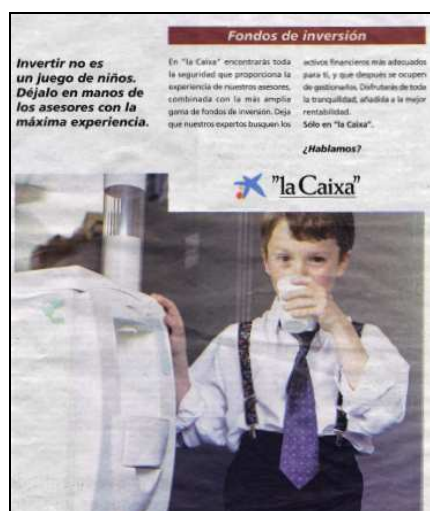 Fondos de inversión
Invertir no es
un juego de niños.
Déjalo en manos de
los asesores con la
máxima experiencia.
En "la Caixa" encontrarás toda
la seguridad que proporciona la
experiencia de nuestros asesores,
combinada con la más amplia
gama de fondos de inversión. Deja
que nuestros expertos busquen los
activos financieros más adecuados
para ti, y que después se ocupen
de gestionarlos. Disfrutarás de toda
la tranquilidad, añadida a la mejor
rentabilidad.
Sólo en "la Caixa".
¿Hablamos?
"la Caixa"